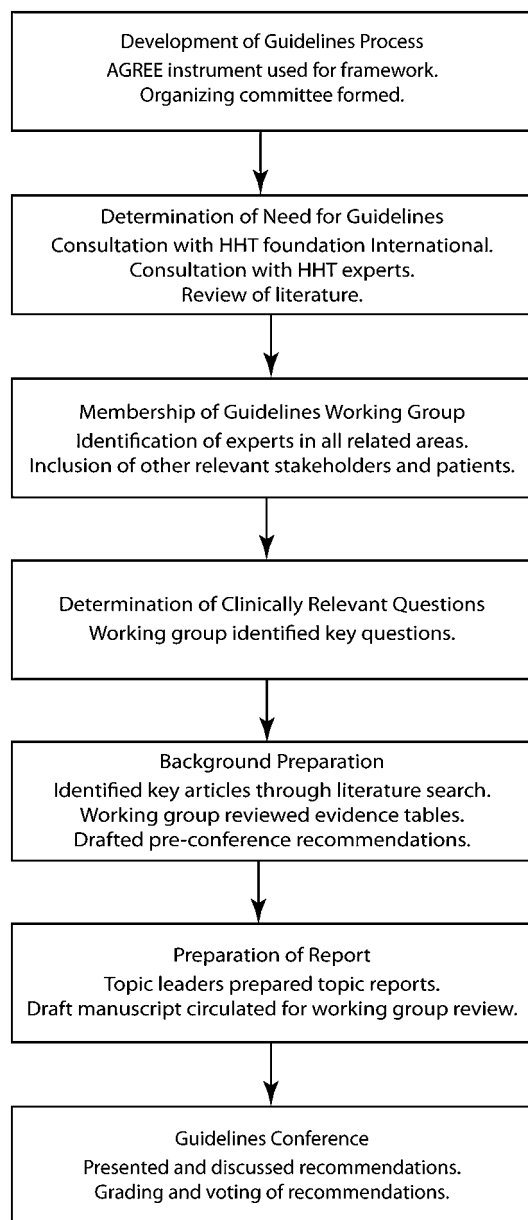 Development of Guidelines Process
AGREE instrument used for framework.
Organizing committee formed.
Determination of Need for Guidelines
Consultation with HHT foundation International.
Consultation with HHT experts.
Review of literature.
Membership of Guidelines Working Group
Identification of experts in all related areas.
Inclusion of other relevant stakeholders and patients.
Determination of Clinically Relevant Questions
Working group identified key questions.
Background Preparation
Identified key articles through literature search.
Working group reviewed evidence tables.
Drafted pre-conference recommendations.
Preparation of Report
Topic leaders prepared topic reports.
Draft manuscript circulated for working group review.
Guidelines Conference
Presented and discussed recommendations.
Grading and voting of recommendations.